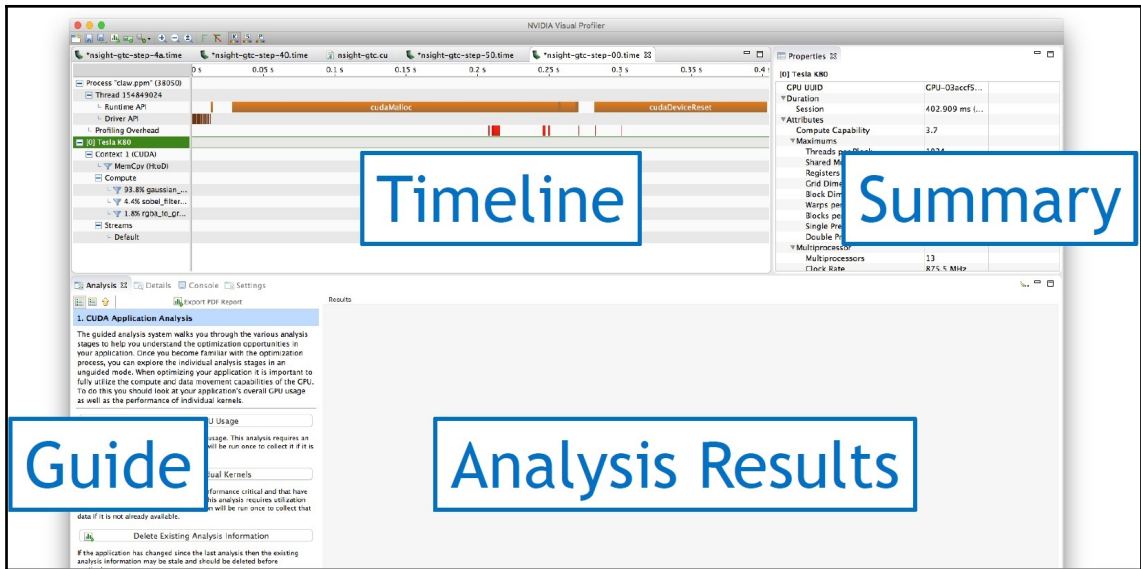 NVIDIA Visual Profiler
*nsight-gtc-step-4a.time
*nsight-gtc-step-40.time
nsight-gtc.cu
*nsight-gtc-step-50.time
*nsight-gtc-step-00.time
0 s 0.05 s 0.1 s 0.15 s 0.2 s 0.25 s 0.3 s 0.35 s 0.4
Process "claw.ppm" (38050)
Thread 154849024
Runtime API
cudaMalloc
cudaDeviceReset
Driver API
Profiling Overhead
[0] Tesla K80
Context 1 (CUDA)
MemCpy (HtoD)
Compute
93.8% gaussian_...
4.4% sobel_filter...
1.8% rgba_to_gr...
Streams
Default
Timeline
Properties
[0] Tesla K80
GPU UUID GPU-03accf5...
Duration
Session 402.909 ms (...
Attributes
Compute Capability 3.7
Maximums
Threads per Block 1024
Shared M
Registers
Grid Dime
Block Dim
Warps per
Blocks pe
Single Pre
Double Pr
Multiprocessor
Multiprocessors 13
Clock Rate 875.5 MHz
Summary
Analysis
Details
Console
Settings
Export PDF Report
Results
1. CUDA Application Analysis
The guided analysis system walks you through the various analysis
stages to help you understand the optimization opportunities in
your application. Once you become familiar with the optimization
process, you can explore the individual analysis stages in an
unguided mode. When optimizing your application it is important to
fully utilize the compute and data movement capabilities of the GPU.
To do this you should look at your application's overall GPU usage
as well as the performance of individual kernels.
U Usage
usage. This analysis requires an
will be run once to collect it if it is
Guide
dual Kernels
formance critical and that have
his analysis requires utilization
n will be run once to collect that
data if it is not already available.
Delete Existing Analysis Information
If the application has changed since the last analysis then the existing
analysis information may be stale and should be deleted before
Analysis Results